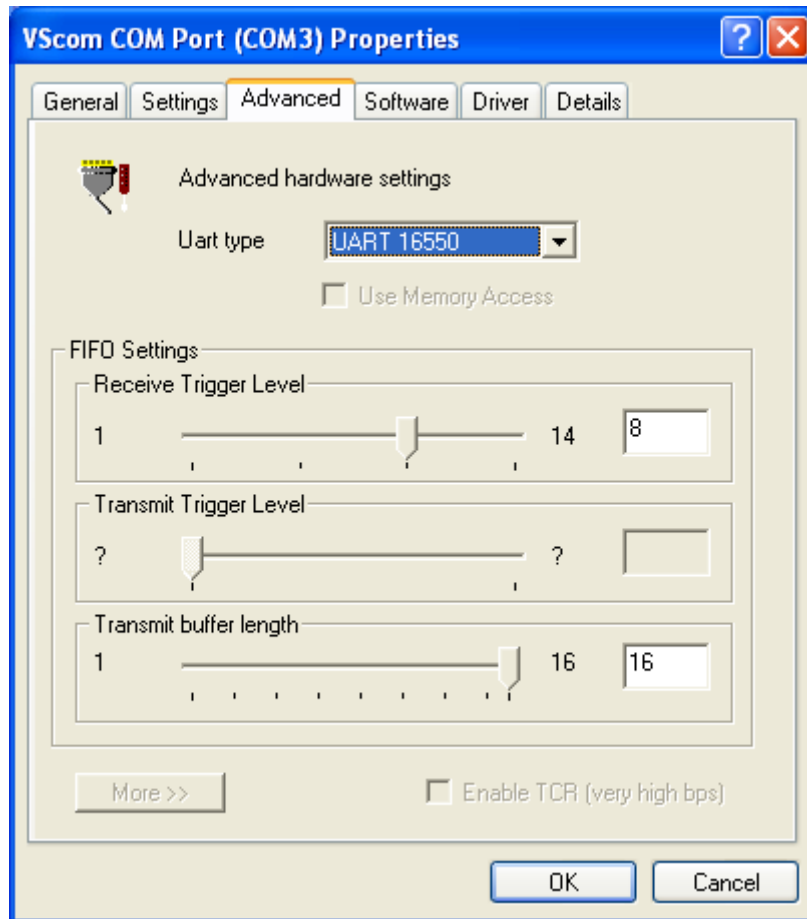 VScom COM Port (COM3) Properties
General Settings Advanced Software Driver Details
Advanced hardware settings
Uart type UART 16550
Use Memory Access
FIFO Settings
Receive Trigger Level
1 14 8
Transmit Trigger Level
? ?
Transmit buffer length
1 16 16
More >> Enable TCR (very high bps)
OK Cancel